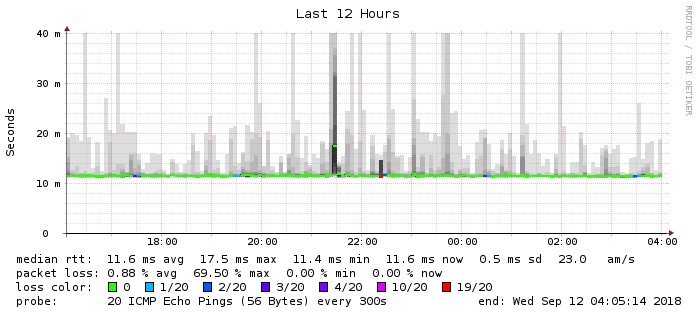 Last 12 Hours
RRDTOOL / TOBI OETIKER
Seconds
40 m
30 m
20 m
10 m
0
18:00 20:00 22:00 00:00 02:00 04:00
median rtt: 11.6 ms avg 17.5 ms max 11.4 ms min 11.6 ms now 0.5 ms sd 23.0 am/s
packet loss: 0.88 % avg 69.50 % max 0.00 % min 0.00 % now
loss color: 0 1/20 2/20 3/20 4/20 10/20 19/20
probe: 20 ICMP Echo Pings (56 Bytes) every 300s end: Wed Sep 12 04:05:14 2018